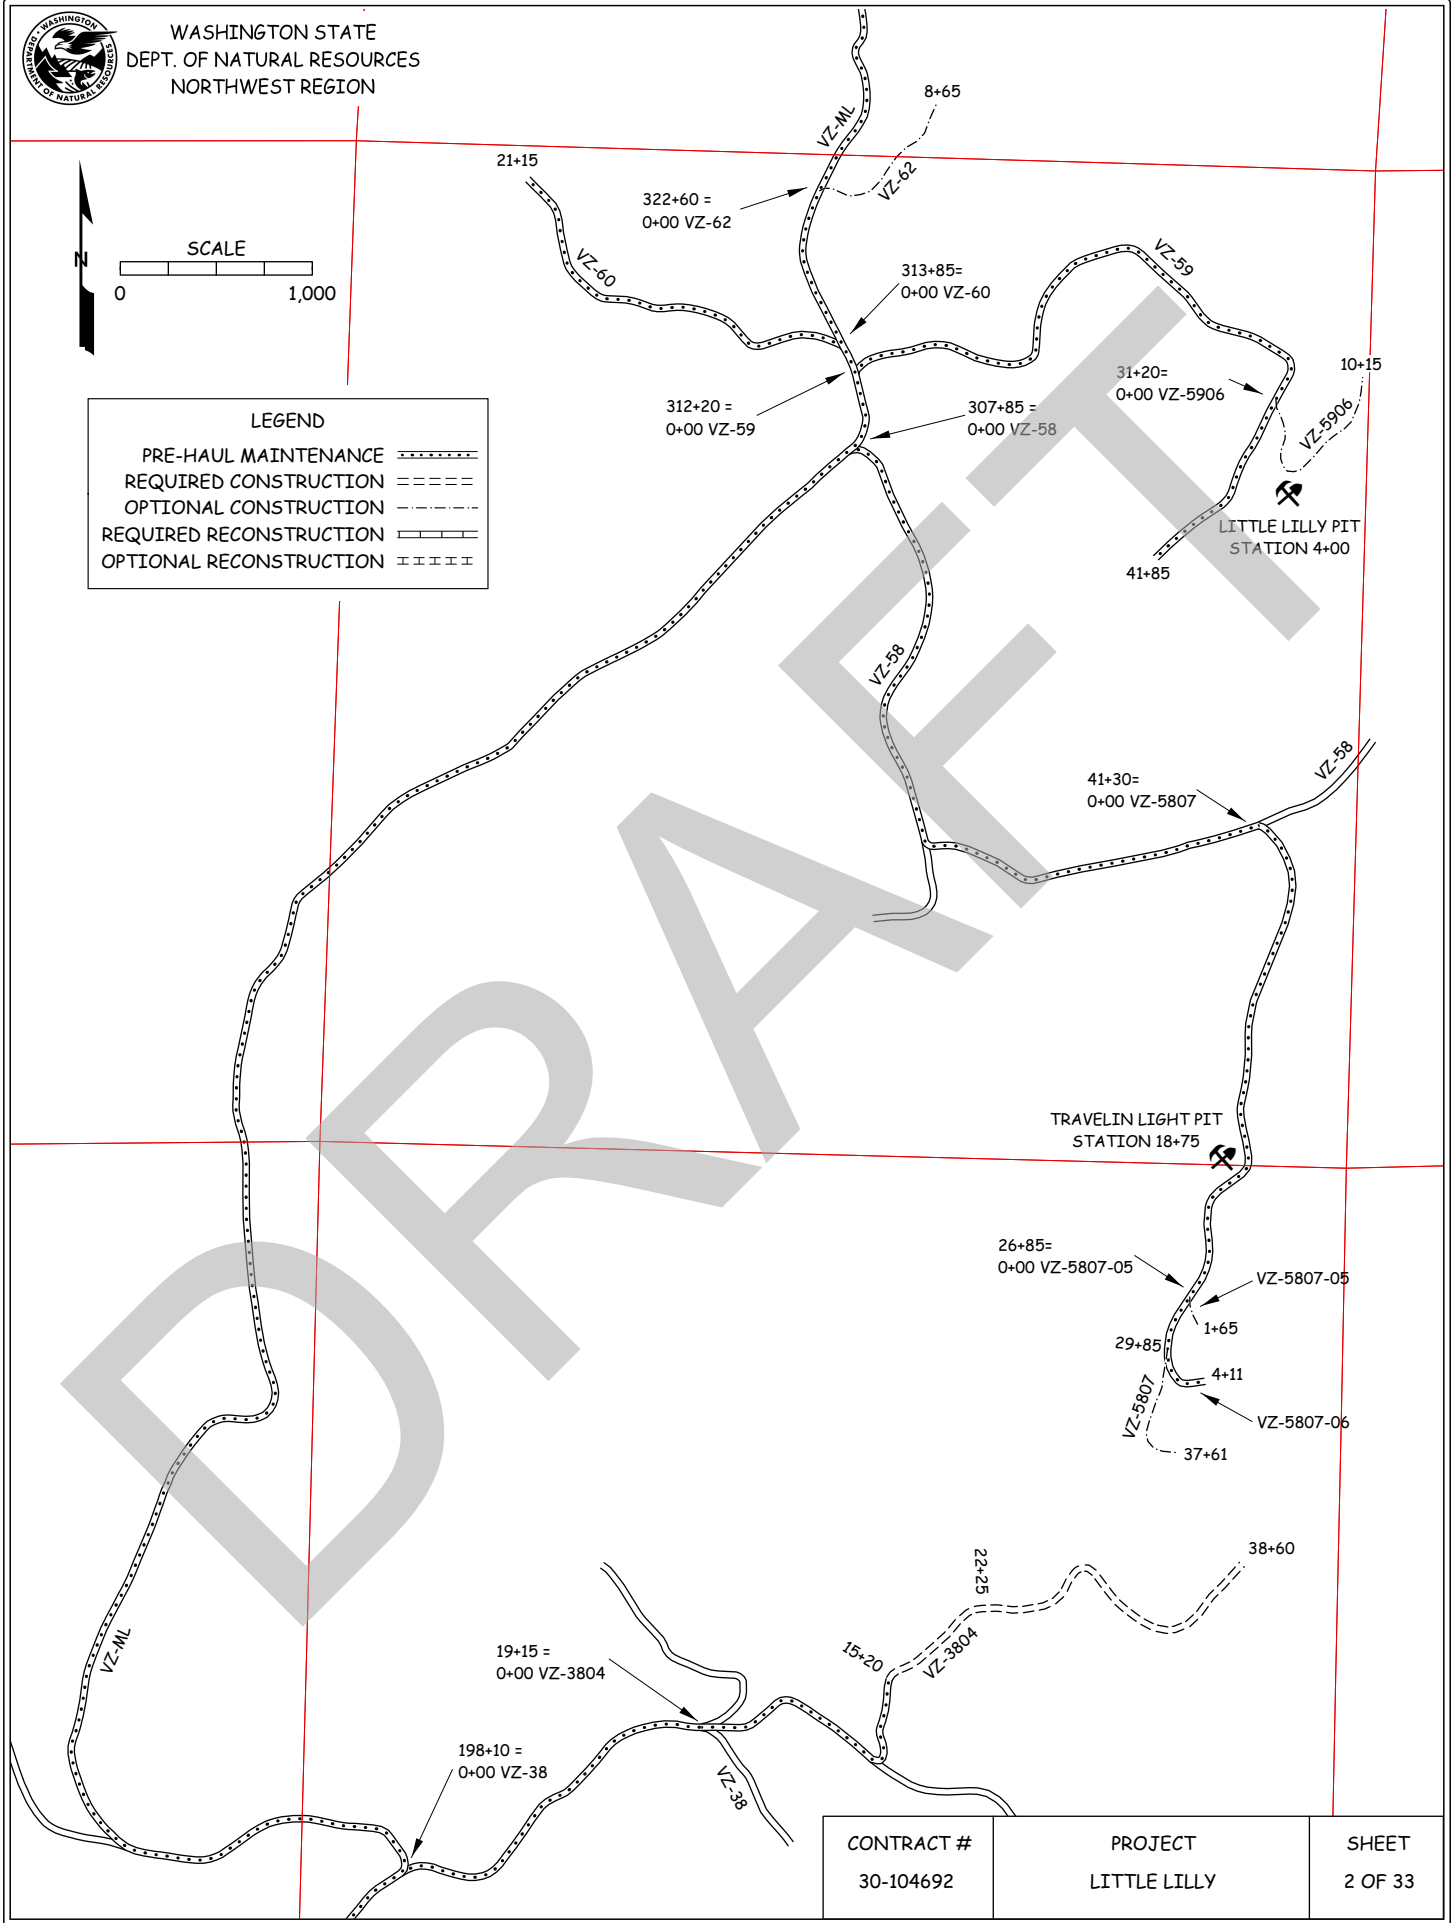 WASHINGTON
DEPARTMENT OF NATURAL RESOURCES
WASHINGTON STATE
DEPT. OF NATURAL RESOURCES
NORTHWEST REGION
N
SCALE
0 1,000
LEGEND
PRE-HAUL MAINTENANCE
REQUIRED CONSTRUCTION
OPTIONAL CONSTRUCTION
REQUIRED RECONSTRUCTION
OPTIONAL RECONSTRUCTION
8+65
VZ-ML
VZ-62
21+15
322+60 =
0+00 VZ-62
VZ-60
313+85=
0+00 VZ-60
VZ-59
312+20 =
0+00 VZ-59
307+85 =
0+00 VZ-58
31+20=
0+00 VZ-5906
10+15
VZ-5906
LITTLE LILLY PIT
STATION 4+00
41+85
VZ-58
VZ-58
41+30=
0+00 VZ-5807
DRAFT
TRAVELIN LIGHT PIT
STATION 18+75
26+85=
0+00 VZ-5807-05
VZ-5807-05
1+65
29+85
4+11
VZ-5807
VZ-5807-06
37+61
38+60
22+25
15+20
VZ-3804
VZ-ML
19+15 =
0+00 VZ-3804
198+10 =
0+00 VZ-38
VZ-38
CONTRACT #
30-104692
PROJECT
LITTLE LILLY
SHEET
2 OF 33